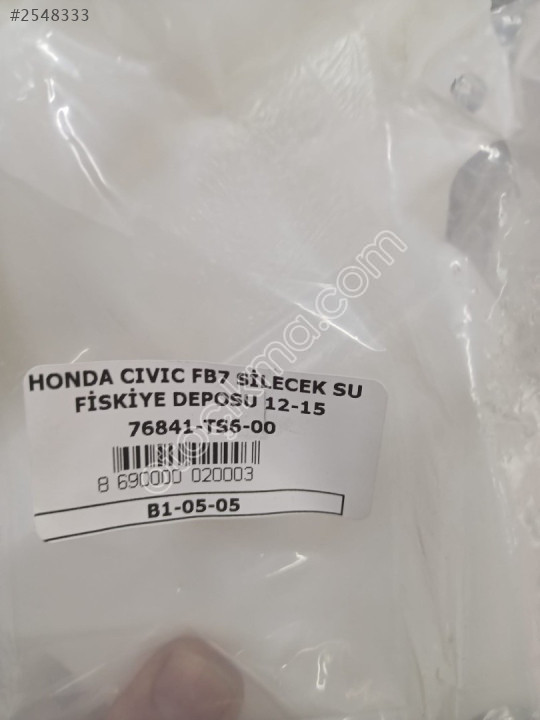 #2548333
HONDA CIVIC FB7 SİLECEK SU
FİSKİYE DEPOSU 12-15
76841-TS6-00
8 690000 020003
B1-05-05